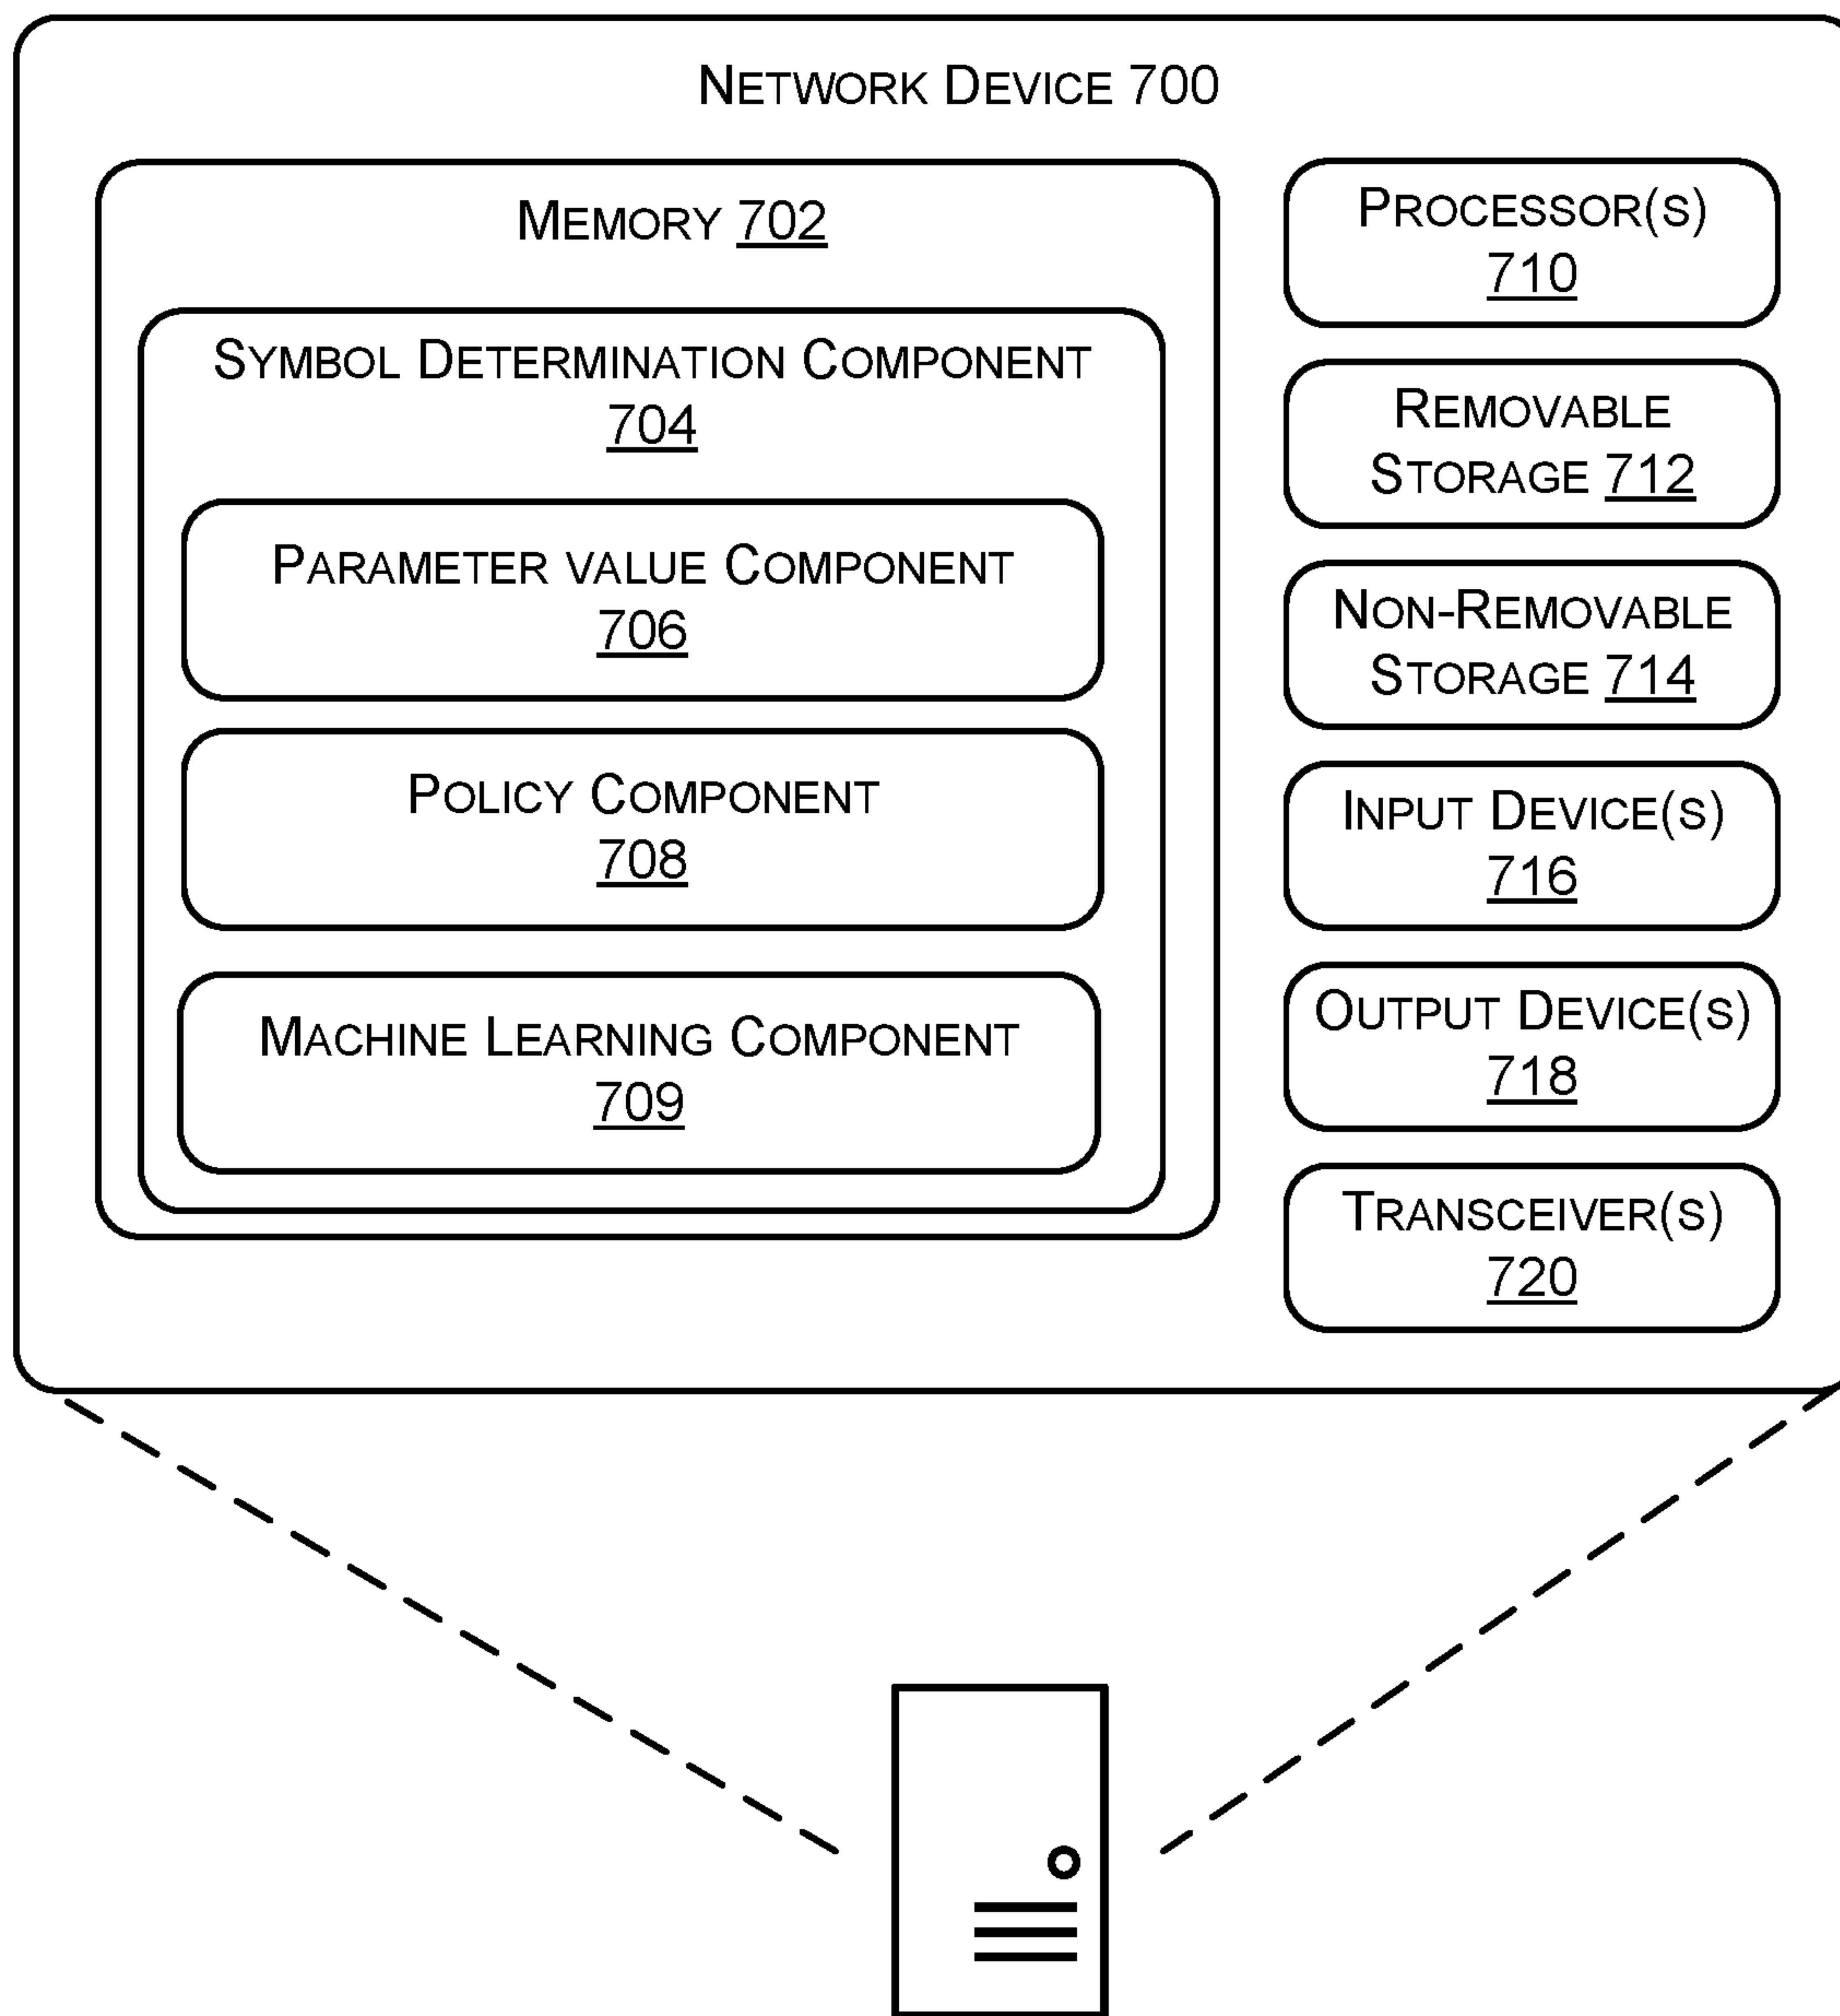 NETWORK DEVICE 700
MEMORY 702
SYMBOL DETERMINATION COMPONENT
704
PARAMETER VALUE COMPONENT
706
POLICY COMPONENT
708
MACHINE LEARNING COMPONENT
709
PROCESSOR(S)
710
REMOVABLE
STORAGE 712
NON-REMOVABLE
STORAGE 714
INPUT DEVICE(S)
716
OUTPUT DEVICE(S)
718
TRANSCEIVER(S)
720